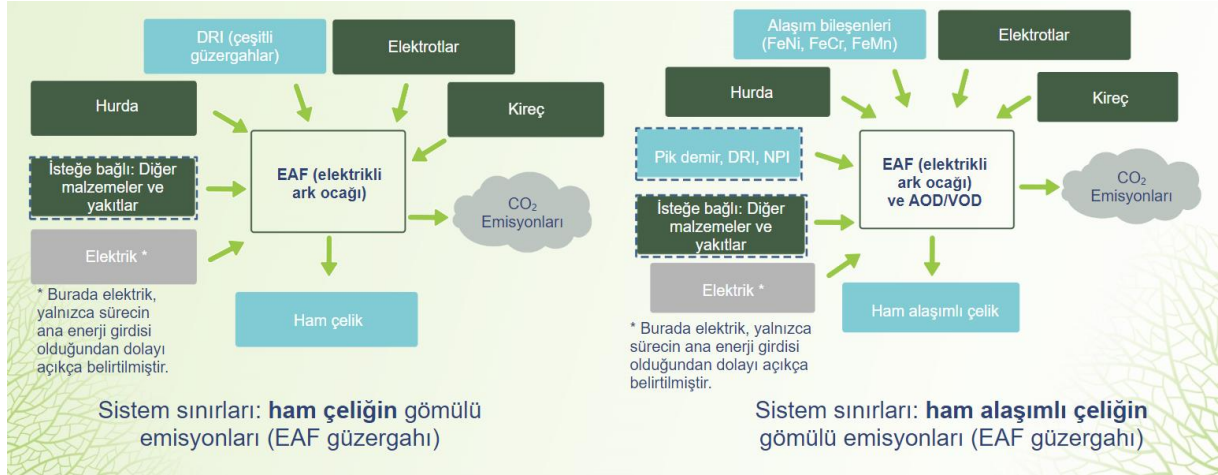 DRI (çeşitli
güzergahlar)
Elektrotlar
Hurda
Kireç
İsteğe bağlı: Diğer
malzemeler ve
yakıtlar
EAF (elektrikli
ark ocağı)
CO₂
Emisyonları
Elektrik *
* Burada elektrik,
yalnızca sürecin
ana enerji girdisi
olduğundan dolayı
açıkça belirtilmiştir.
Ham çelik
Sistem sınırları: ham çeliğin gömülü
emisyonları (EAF güzergahı)
Alaşım bileşenleri
(FeNi, FeCr, FeMn)
Elektrotlar
Hurda
Kireç
Pik demir, DRI, NPI
EAF (elektrikli
ark ocağı)
ve AOD/VOD
CO₂
Emisyonları
İsteğe bağlı: Diğer
malzemeler ve
yakıtlar
Elektrik *
Ham alaşımlı çelik
* Burada elektrik, yalnızca
sürecin ana enerji girdisi
olduğundan dolayı açıkça
belirtilmiştir.
Sistem sınırları: ham alaşımlı çeliğin
gömülü emisyonları (EAF güzergahı)